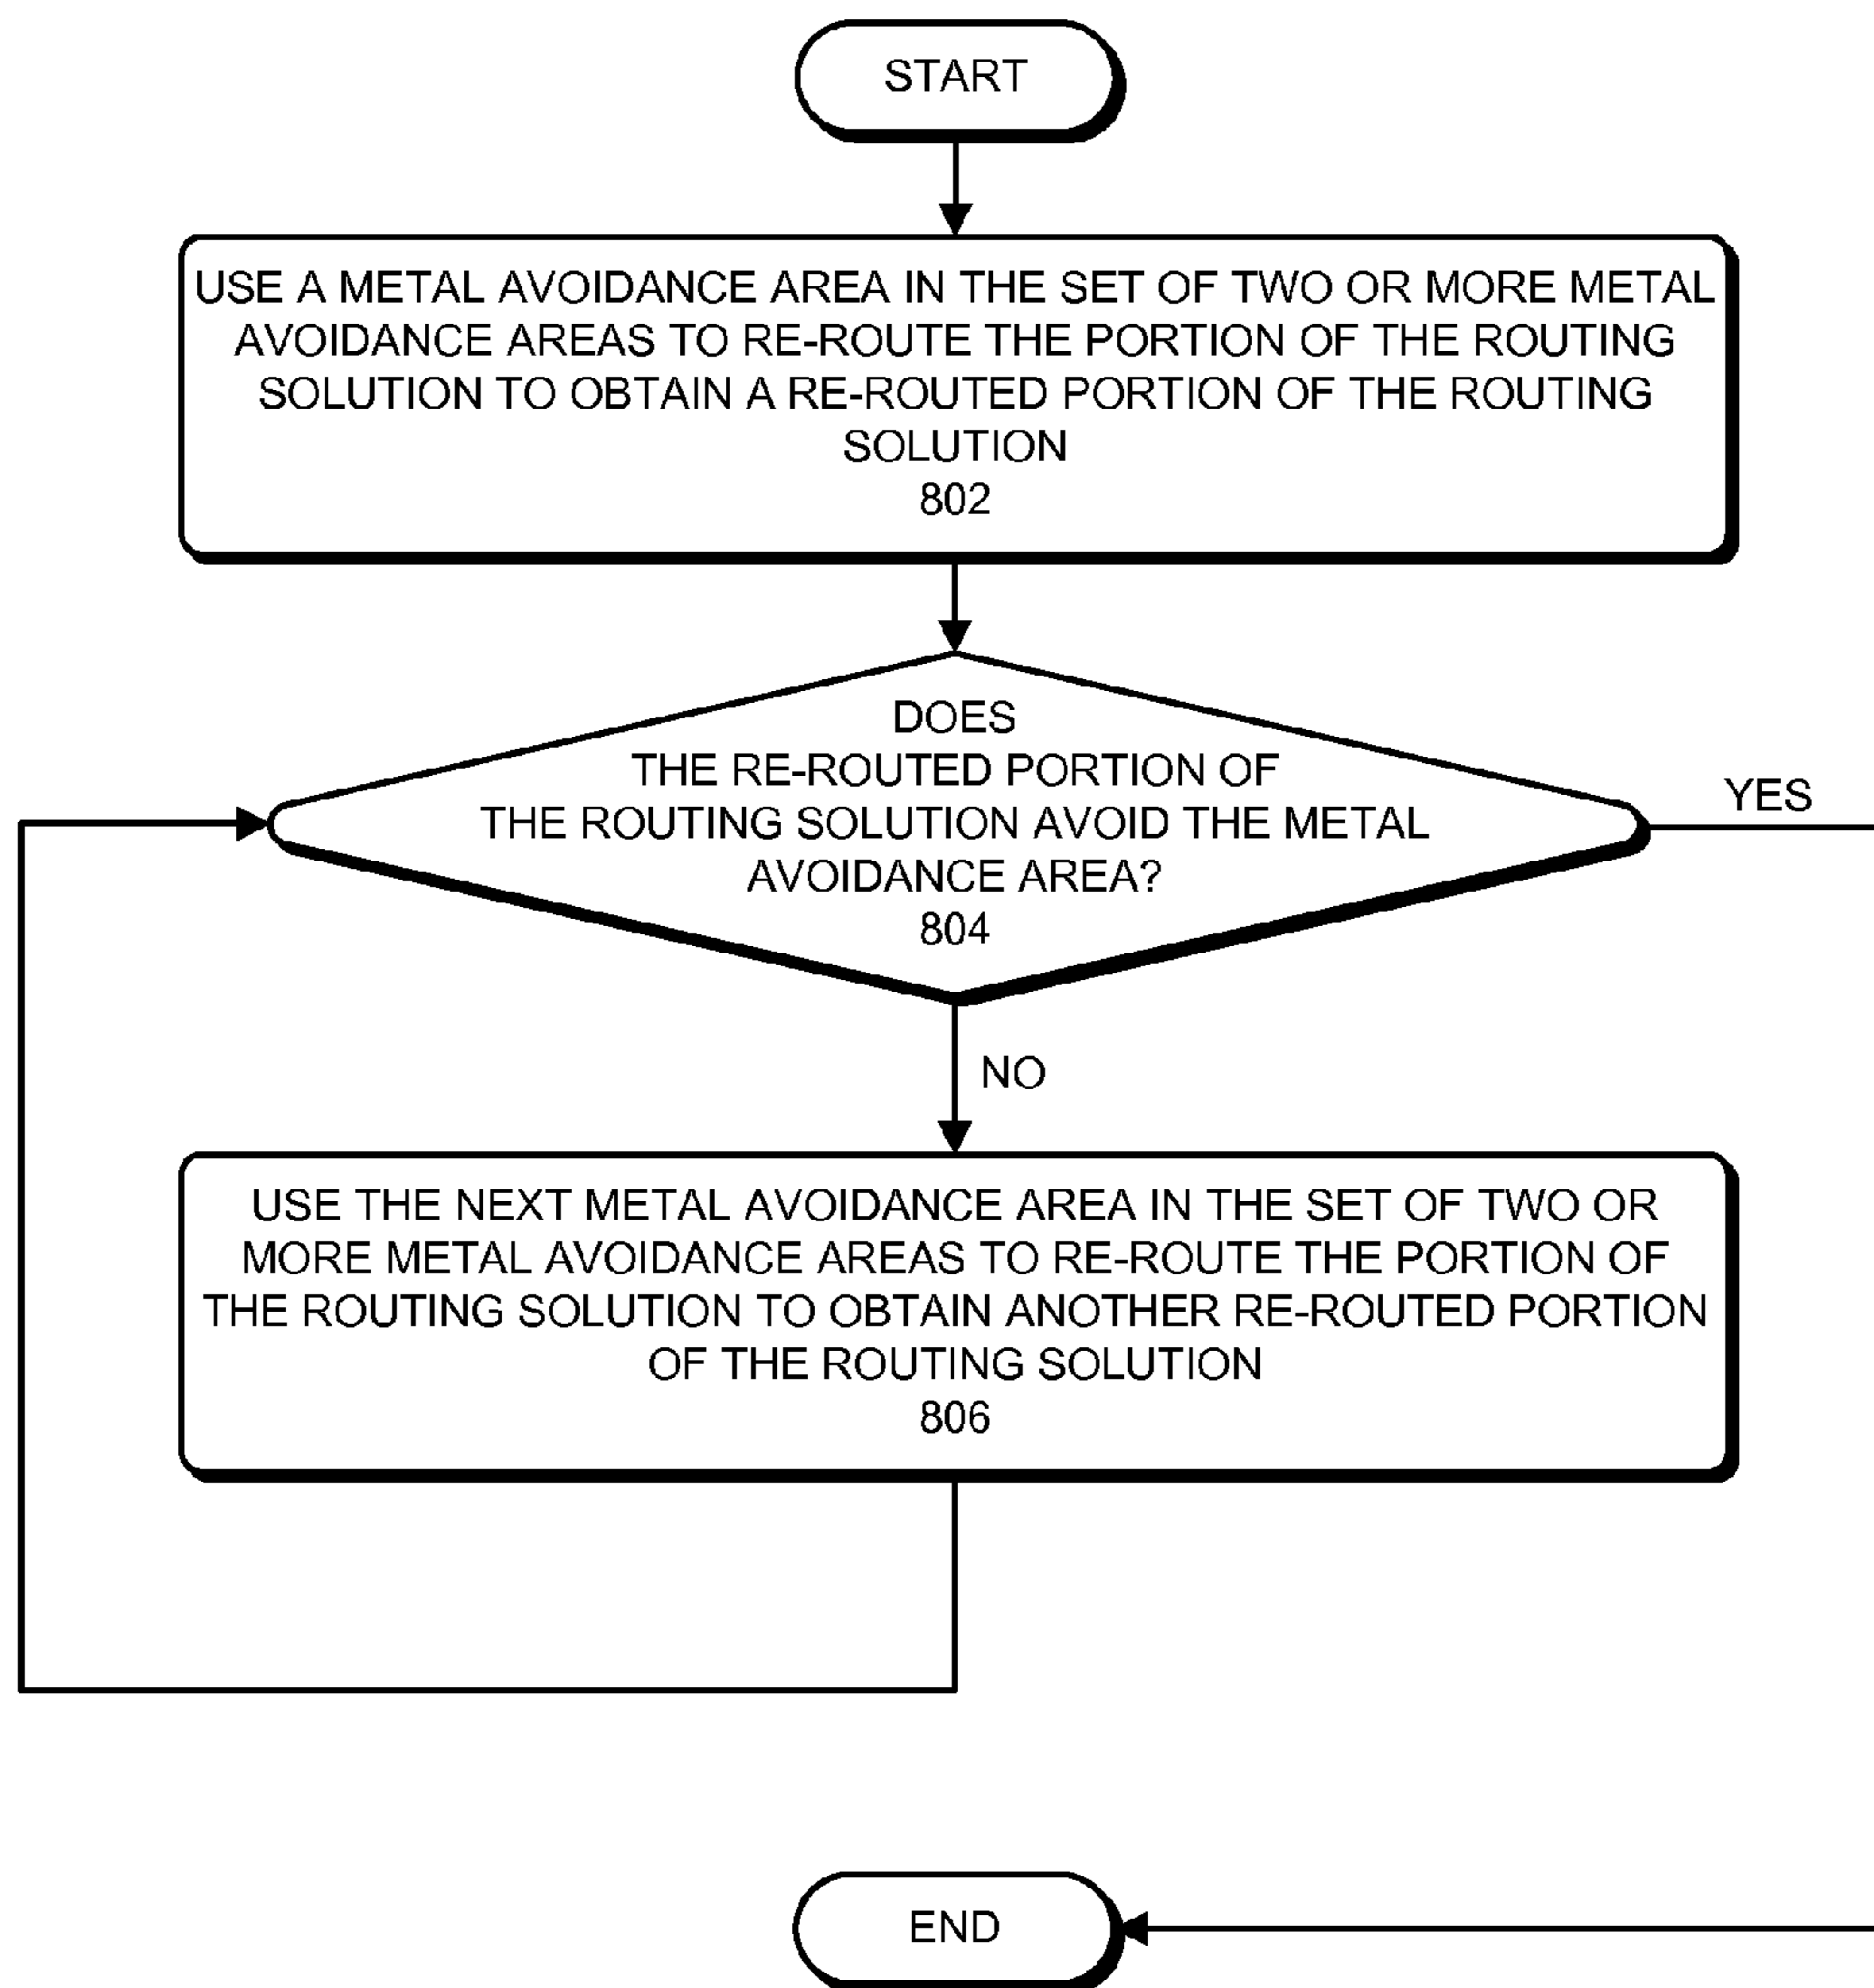 START
USE A METAL AVOIDANCE AREA IN THE SET OF TWO OR MORE METAL
AVOIDANCE AREAS TO RE-ROUTE THE PORTION OF THE ROUTING
SOLUTION TO OBTAIN A RE-ROUTED PORTION OF THE ROUTING
SOLUTION
802
DOES
THE RE-ROUTED PORTION OF
THE ROUTING SOLUTION AVOID THE METAL
AVOIDANCE AREA?
804
YES
NO
USE THE NEXT METAL AVOIDANCE AREA IN THE SET OF TWO OR
MORE METAL AVOIDANCE AREAS TO RE-ROUTE THE PORTION OF
THE ROUTING SOLUTION TO OBTAIN ANOTHER RE-ROUTED PORTION
OF THE ROUTING SOLUTION
806
END